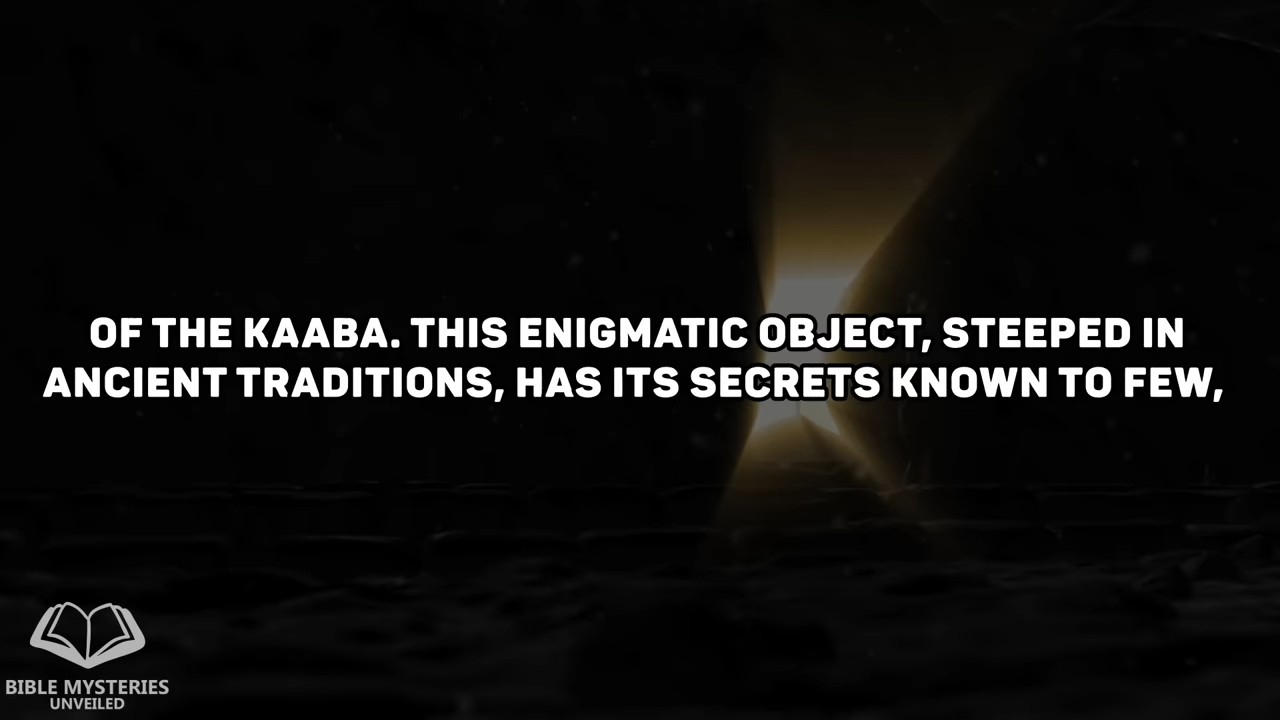 OF THE KAABA. THIS ENIGMATIC OBJECT, STEEPED IN
ANCIENT TRADITIONS, HAS ITS SECRETS KNOWN TO FEW,
BIBLE MYSTERIES
UNVEILED